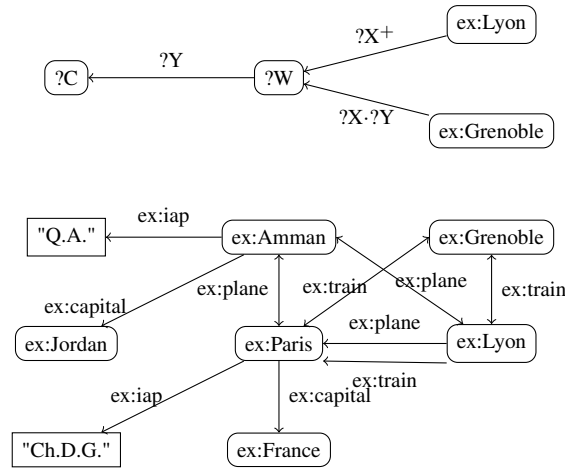 ex:Lyon
?X+
?Y
?C
?W
?X·?Y
ex:Grenoble
ex:iap
"Q.A."
ex:Amman
ex:Grenoble
ex:plane
ex:train
ex:plane
ex:train
ex:capital
ex:plane
ex:Jordan
ex:Paris
ex:Lyon
ex:train
ex:iap
ex:capital
"Ch.D.G."
ex:France